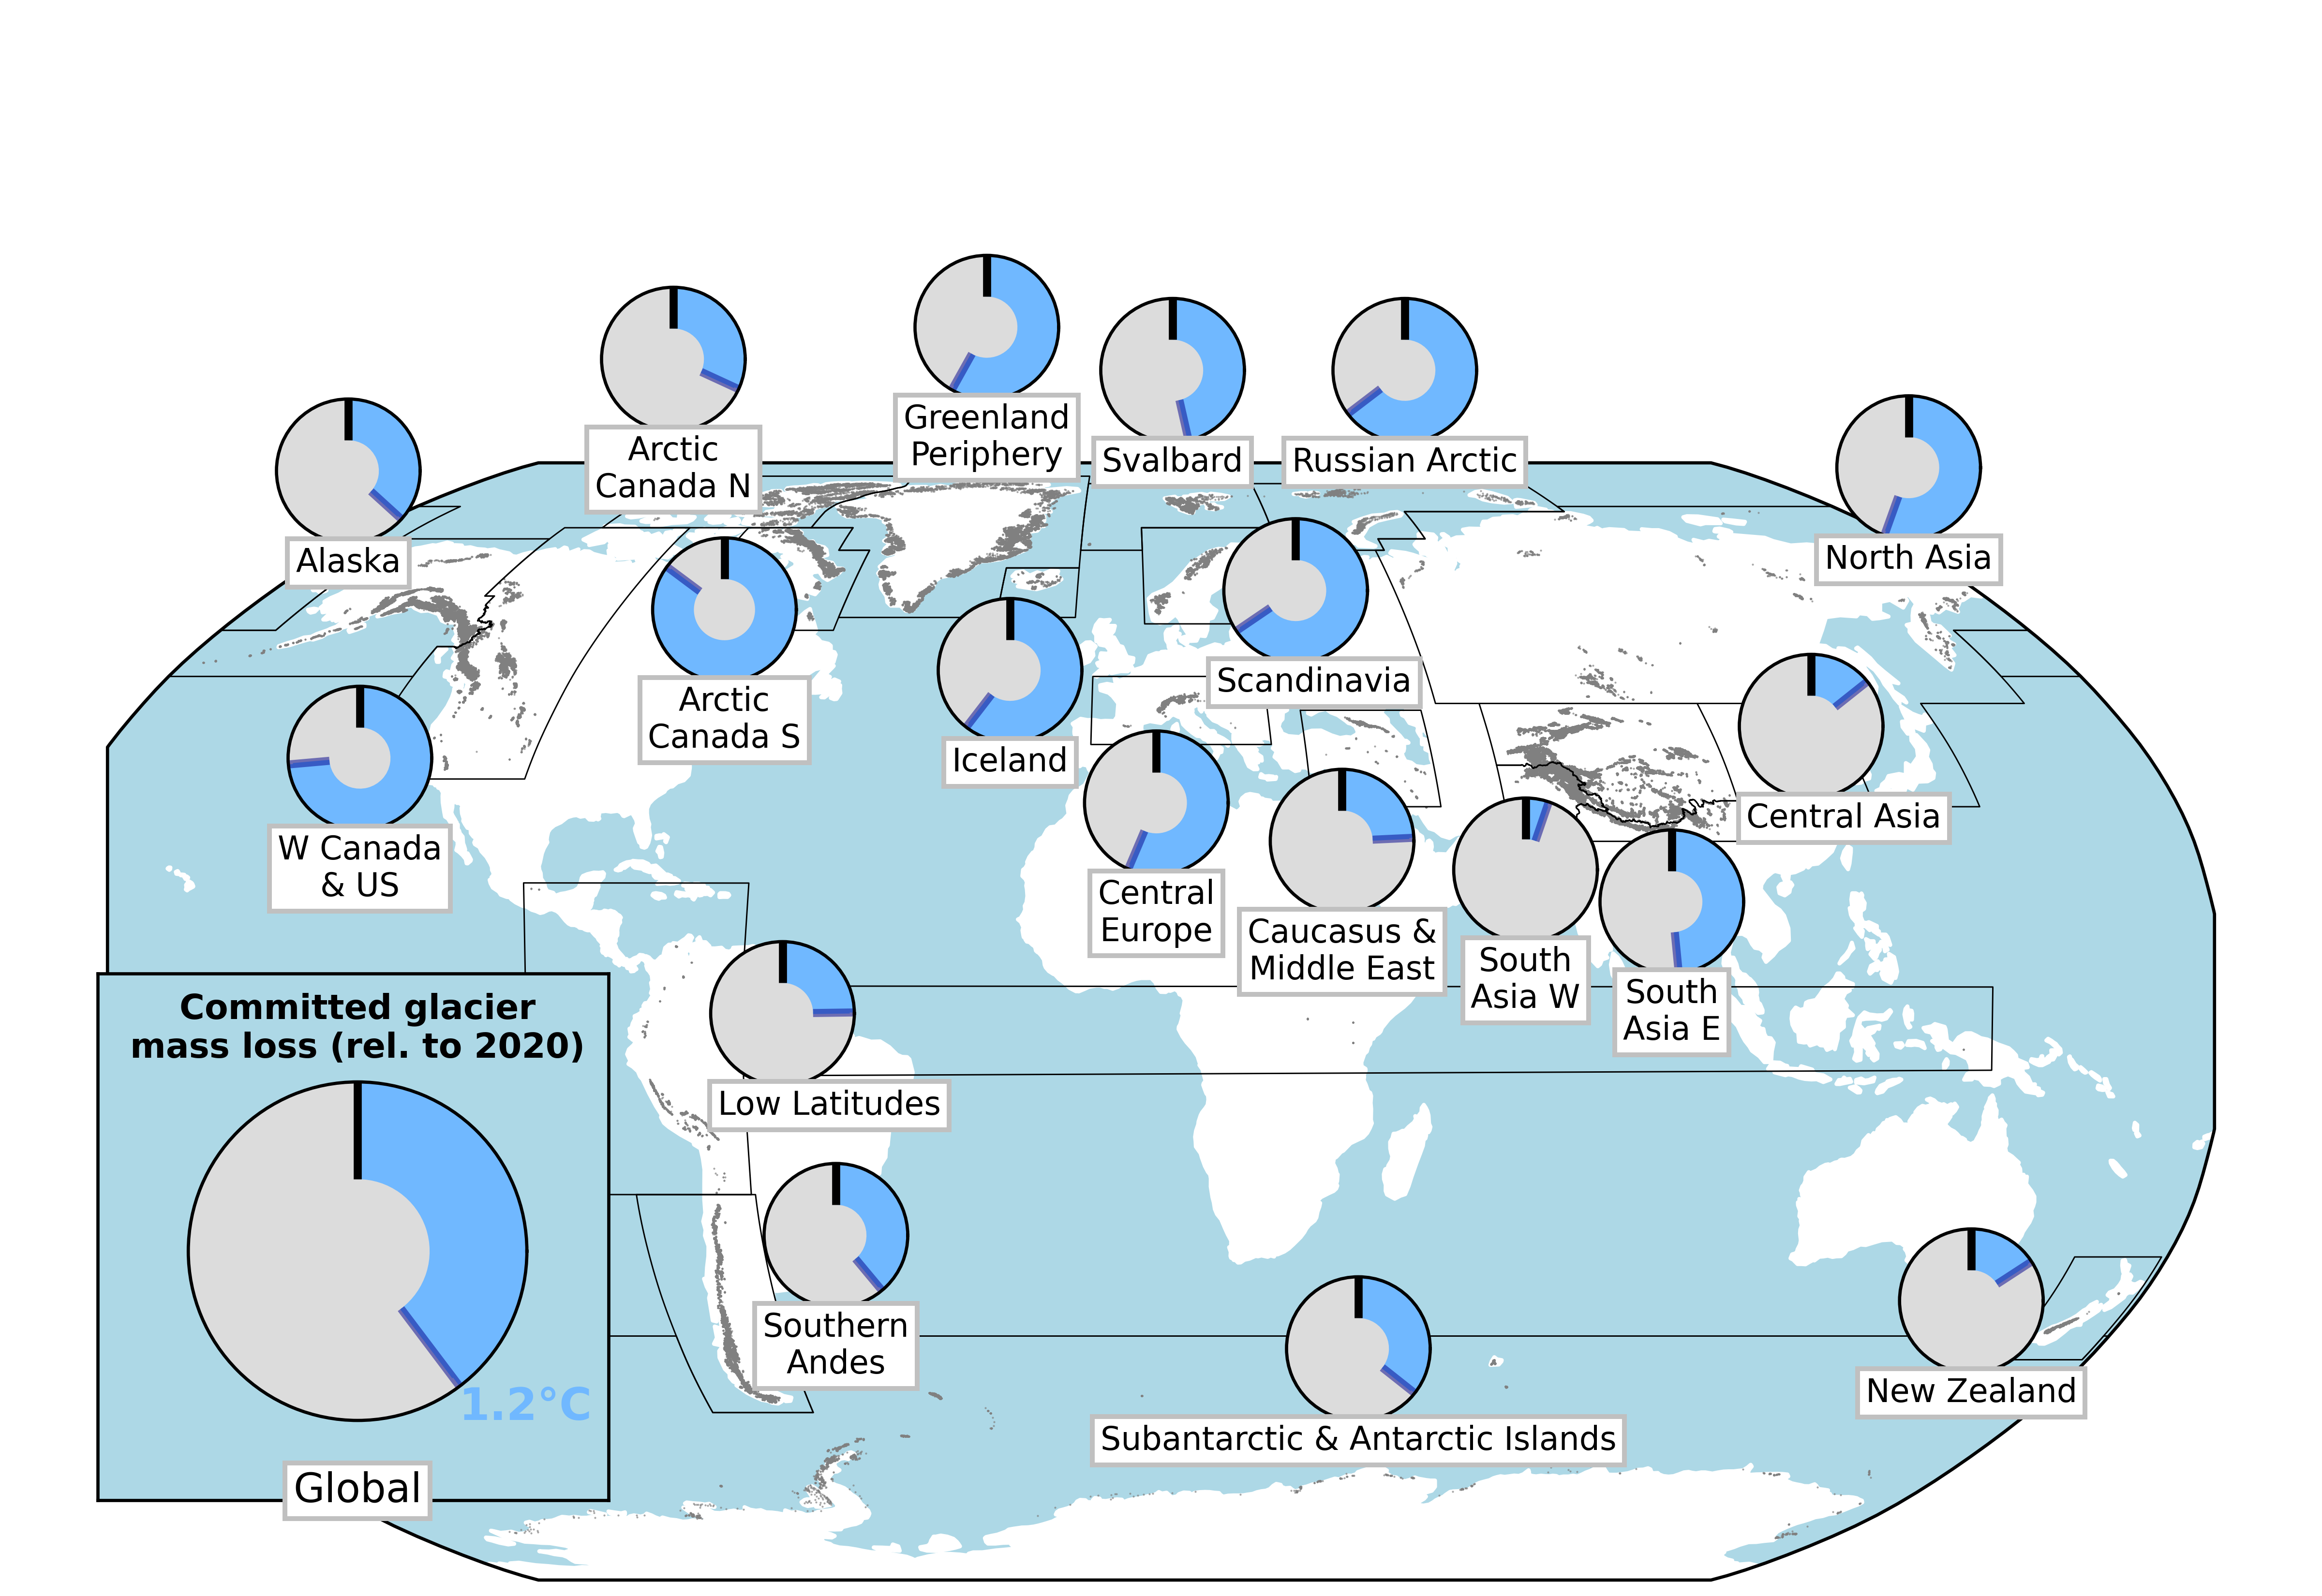 Greenland
Periphery
Arctic
Canada N
Svalbard
Russian Arctic
Alaska
North Asia
Scandinavia
Arctic
Canada S
Iceland
Central Asia
W Canada
& US
Central
Europe
Caucasus &
Middle East
South
Asia W
South
Asia E
Committed glacier
mass loss (rel. to 2020)
Low Latitudes
Southern
Andes
1.2°C
New Zealand
Subantarctic & Antarctic Islands
Global